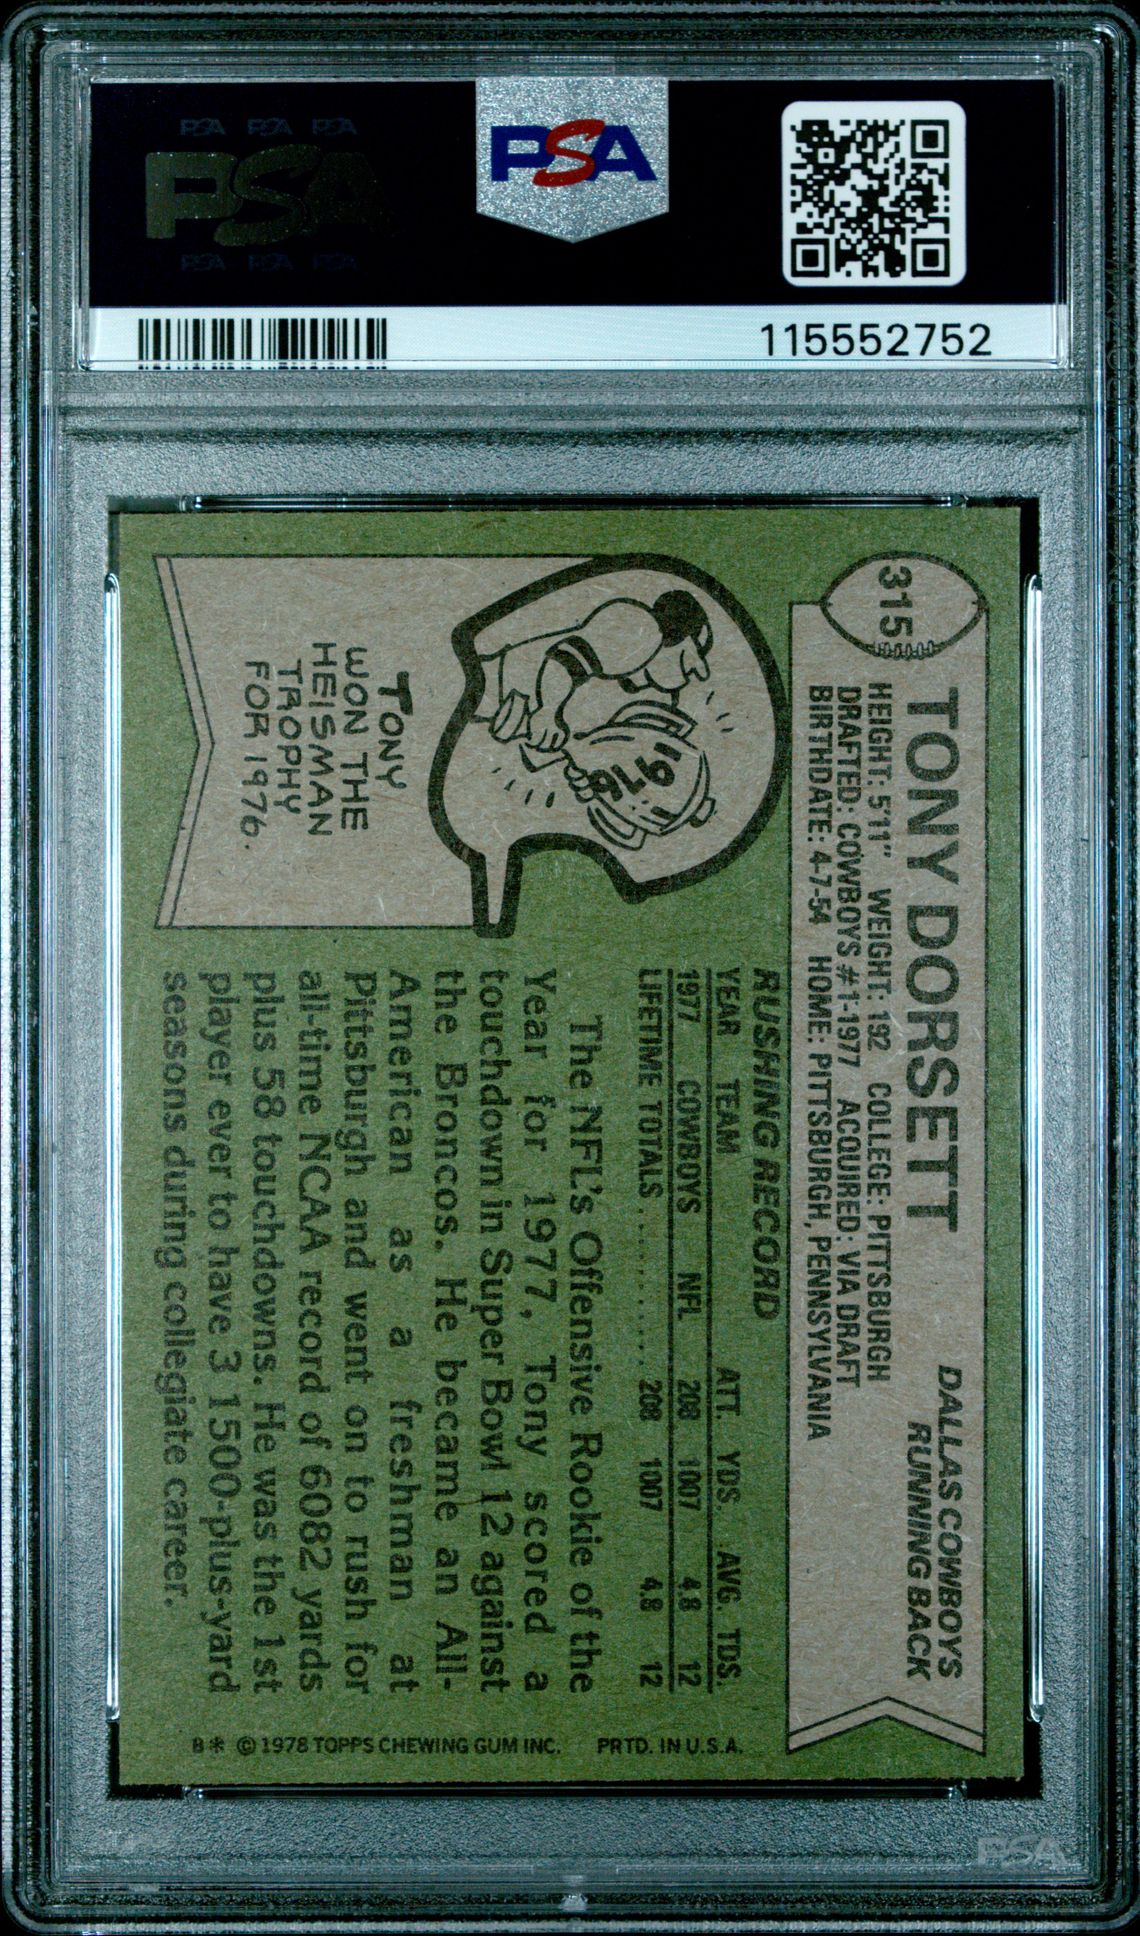 PSA PSA PSA
PSA
PSA PSA PSA
PSA
115552752
315
TONY DORSETT
DALLAS COWBOYS
RUNNING BACK
HEIGHT: 5'11" WEIGHT: 192 COLLEGE: PITTSBURGH
DRAFTED: COWBOYS #1-1977 ACQUIRED: VIA DRAFT
BIRTHDATE: 4-7-54 HOME: PITTSBURGH, PENNSYLVANIA
1976
TONY
WON THE
HEISMAN
TROPHY
FOR 1976.
RUSHING RECORD
YEAR TEAM ATT. YDS. AVG. TDS.
1977 COWBOYS NFL 208 1007 4.8 12
LIFETIME TOTALS .......... 208 1007 4.8 12
The NFL's Offensive Rookie of the
Year for 1977, Tony scored a
touchdown in Super Bowl 12 against
the Broncos. He became an All-
American as a freshman at
Pittsburgh and went on to rush for
all-time NCAA record of 6082 yards
plus 58 touchdowns. He was the 1st
player ever to have 3 1500-plus-yard
seasons during collegiate career.
B* © 1978 TOPPS CHEWING GUM INC. PRTD. IN U.S.A.
PSA